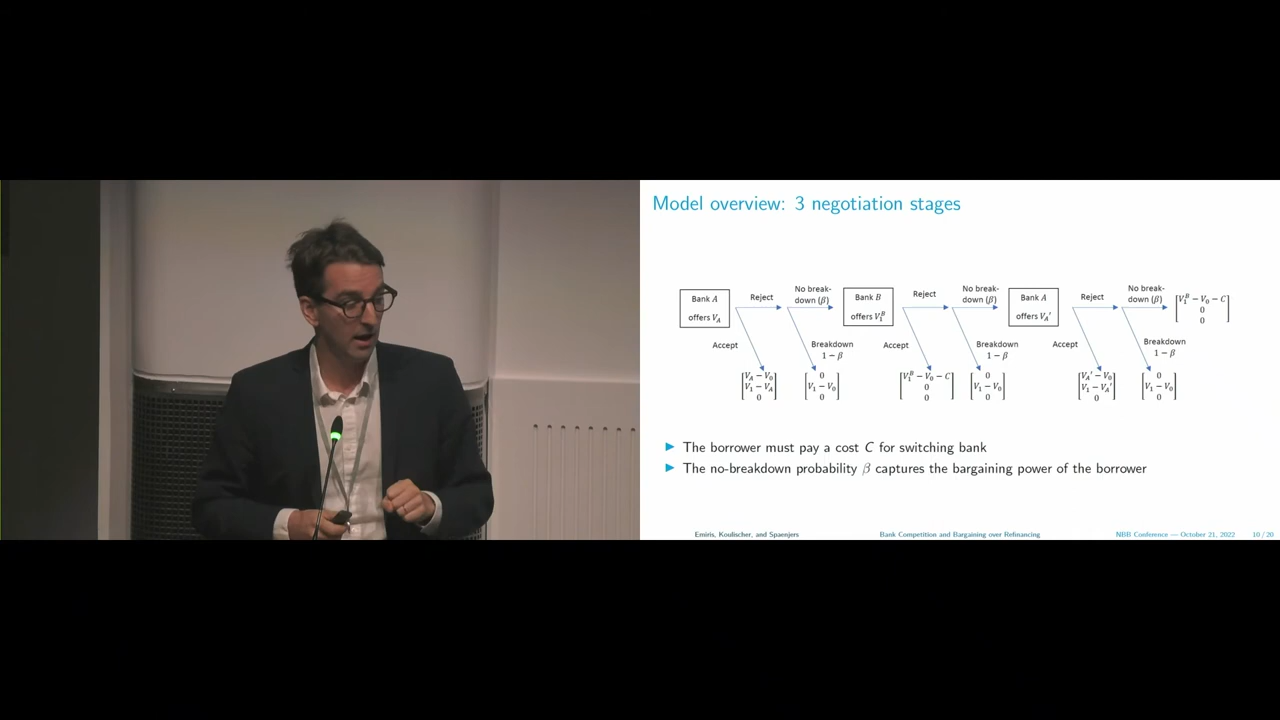 Model overview: 3 negotiation stages
Bank A
offers V_A
Reject
No break-
down (β)
Bank B
offers V_1^B
Reject
No break-
down (β)
Bank A
offers V_A'
Reject
No break-
down (β)
[V_1^B − V_0 − C
0
0]
Accept
Breakdown
1 − β
Accept
Breakdown
1 − β
Accept
Breakdown
1 − β
[V_A − V_0
V_1 − V_A
0]
[0
V_1 − V_0
0]
[V_1^B − V_0 − C
0
0]
[0
V_1 − V_0
0]
[V_A' − V_0
V_1 − V_A'
0]
[0
V_1 − V_0
0]
The borrower must pay a cost C for switching bank
The no-breakdown probability β captures the bargaining power of the borrower
Emiris, Koulischer, and Spaenjers
Bank Competition and Bargaining over Refinancing
NBB Conference — October 21, 2022
10 / 20